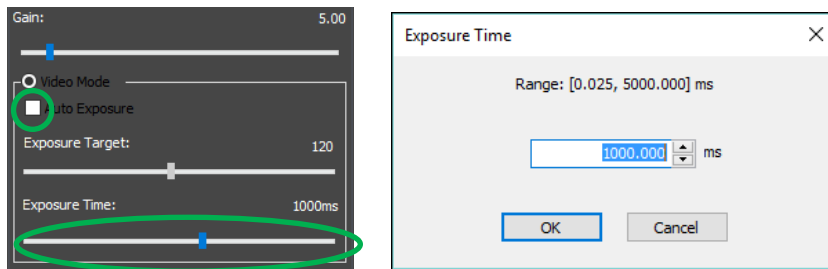 Gain: 5.00
Video Mode
Auto Exposure
Exposure Target: 120
Exposure Time: 1000ms
Exposure Time
Range: [0.025, 5000.000] ms
1000.000 ms
OK Cancel